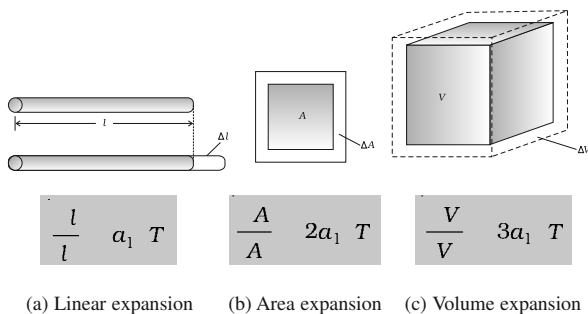 l
Δl
A
ΔA
V
ΔV
l
l a₁ T
A
A 2a₁ T
V
V 3a₁ T
(a) Linear expansion (b) Area expansion (c) Volume expansion